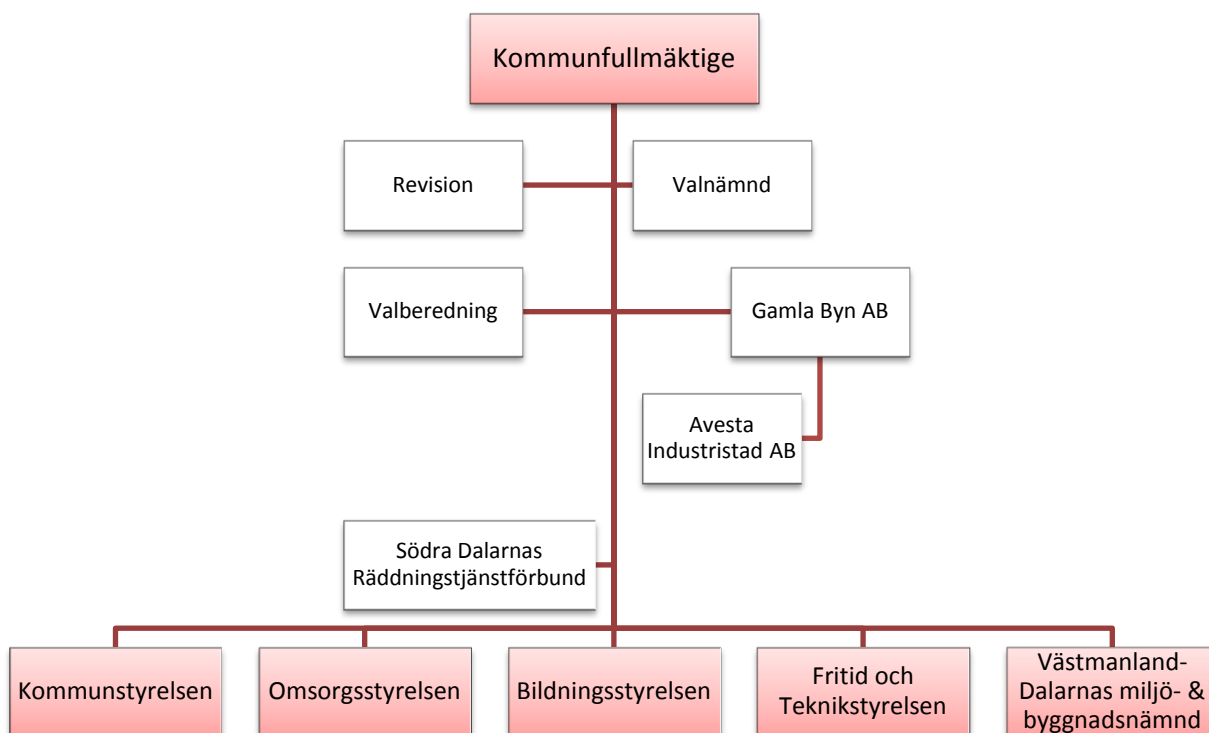 Kommunfullmäktige
Revision
Valnämnd
Valberedning
Gamla Byn AB
Avesta
Industristad AB
Södra Dalarnas
Räddningstjänstförbund
Kommunstyrelsen
Omsorgsstyrelsen
Bildningsstyrelsen
Fritid och
Teknikstyrelsen
Västmanland-
Dalarnas miljö- &
byggnadsnämnd